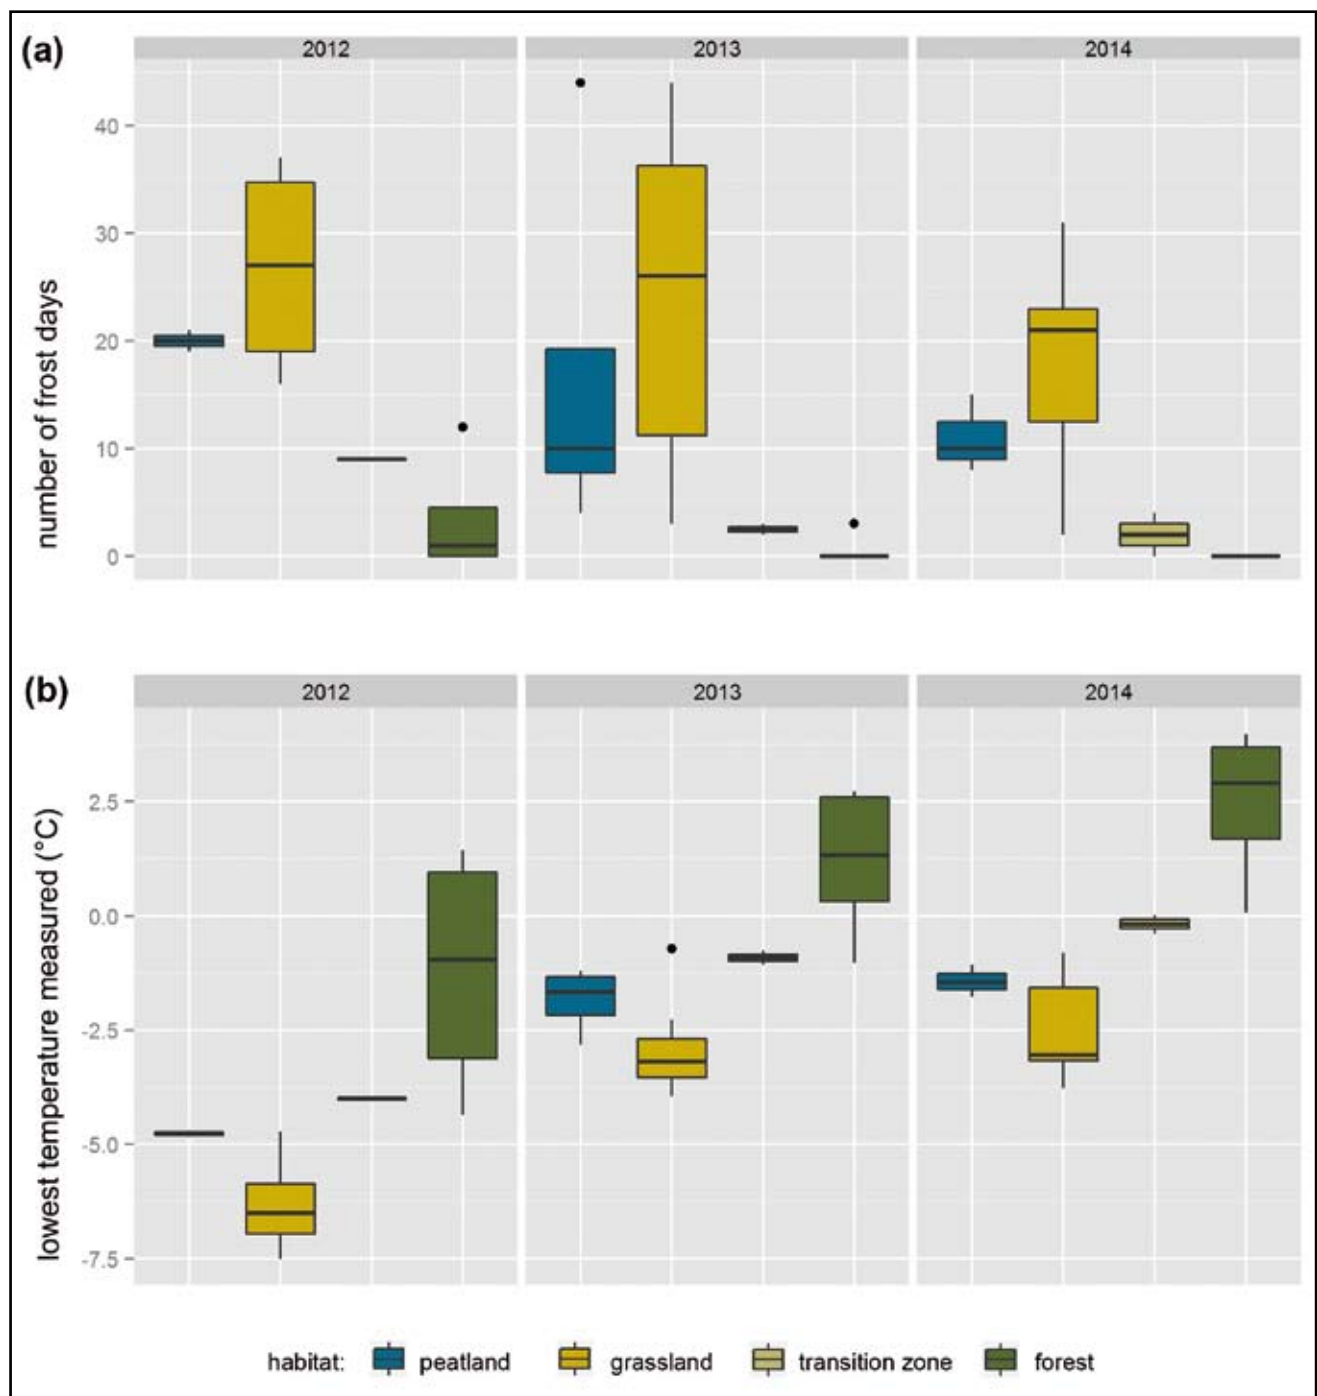 (a)
2012 2013 2014
number of frost days
40
30
20
10
0
(b)
2012 2013 2014
lowest temperature measured (°C)
2.5
0.0
-2.5
-5.0
-7.5
habitat: peatland grassland transition zone forest